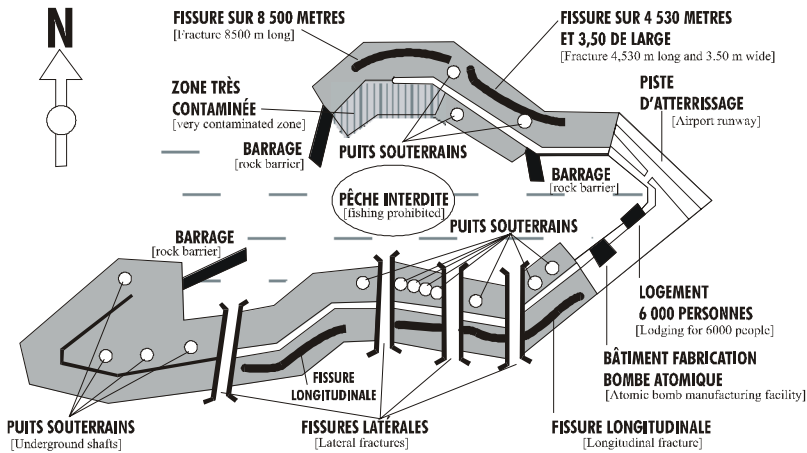 N
FISSURE SUR 8 500 METRES
[Fracture 8500 m long]
FISSURE SUR 4 530 METRES
ET 3,50 DE LARGE
[Fracture 4,530 m long and 3.50 m wide]
ZONE TRÈS
CONTAMINÉE
[very contaminated zone]
PISTE
D'ATTERRISSAGE
[Airport runway]
BARRAGE
[rock barrier]
PUITS SOUTERRAINS
BARRAGE
[rock barrier]
PÊCHE INTERDITE
[fishing prohibited]
PUITS SOUTERRAINS
BARRAGE
[rock barrier]
LOGEMENT
6 000 PERSONNES
[Lodging for 6000 people]
BÂTIMENT FABRICATION
BOMBE ATOMIQUE
[Atomic bomb manufacturing facility]
FISSURE
LONGITUDINALE
PUITS SOUTERRAINS
[Underground shafts]
FISSURES LATÉRALES
[Lateral fractures]
FISSURE LONGITUDINALE
[Longitudinal fracture]